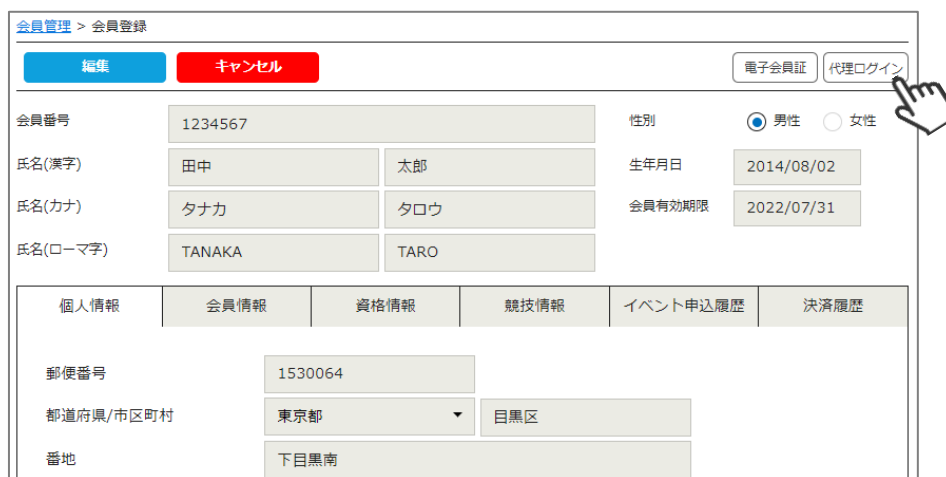 会員管理 > 会員登録
編集 キャンセル 電子会員証 代理ログイン
会員番号 1234567 性別 男性 女性
氏名(漢字) 田中 太郎 生年月日 2014/08/02
氏名(カナ) タナカ タロウ 会員有効期限 2022/07/31
氏名(ローマ字) TANAKA TARO
個人情報 会員情報 資格情報 競技情報 イベント申込履歴 決済履歴
郵便番号 1530064
都道府県/市区町村 東京都 目黒区
番地 下目黒南